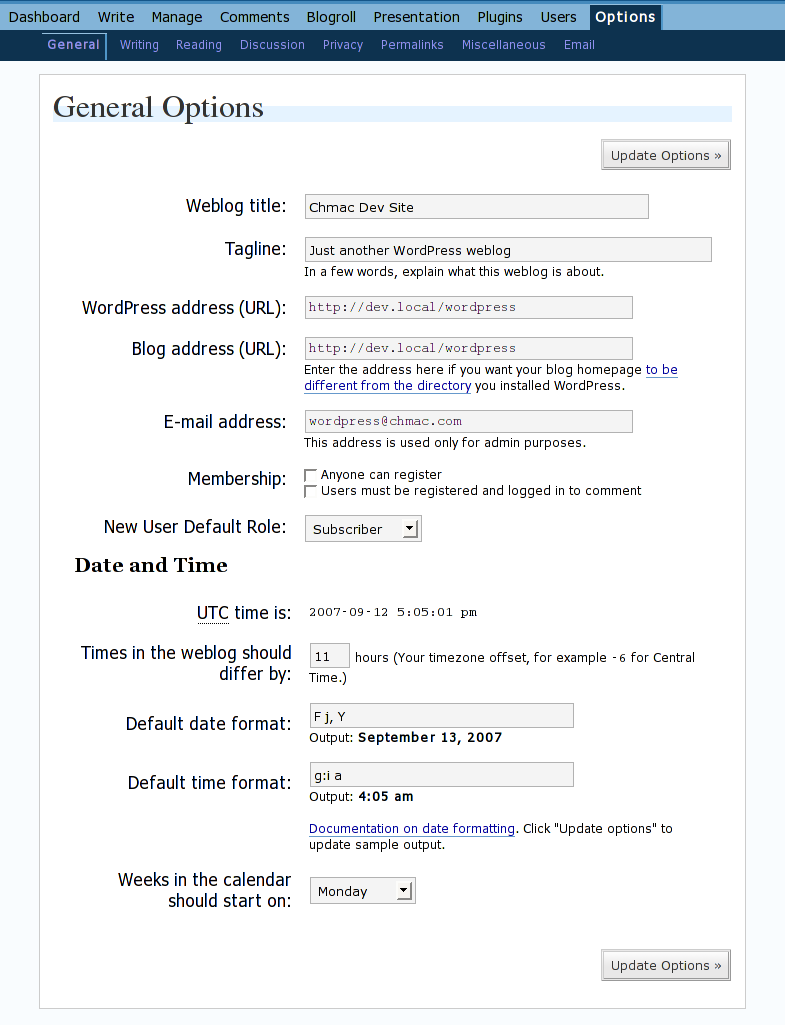 Dashboard Write Manage Comments Blogroll Presentation Plugins Users Options
General Writing Reading Discussion Privacy Permalinks Miscellaneous Email
General Options
Update Options »
Weblog title: Chmac Dev Site
Tagline: Just another WordPress weblog
In a few words, explain what this weblog is about.
WordPress address (URL): http://dev.local/wordpress
Blog address (URL): http://dev.local/wordpress
Enter the address here if you want your blog homepage to be
different from the directory you installed WordPress.
E-mail address: wordpress@chmac.com
This address is used only for admin purposes.
Membership: Anyone can register
Users must be registered and logged in to comment
New User Default Role: Subscriber
Date and Time
UTC time is: 2007-09-12 5:05:01 pm
Times in the weblog should
differ by:
11 hours (Your timezone offset, for example -6 for Central
Time.)
Default date format: F j, Y
Output: September 13, 2007
Default time format: g:i a
Output: 4:05 am
Documentation on date formatting. Click "Update options" to
update sample output.
Weeks in the calendar
should start on:
Monday
Update Options »